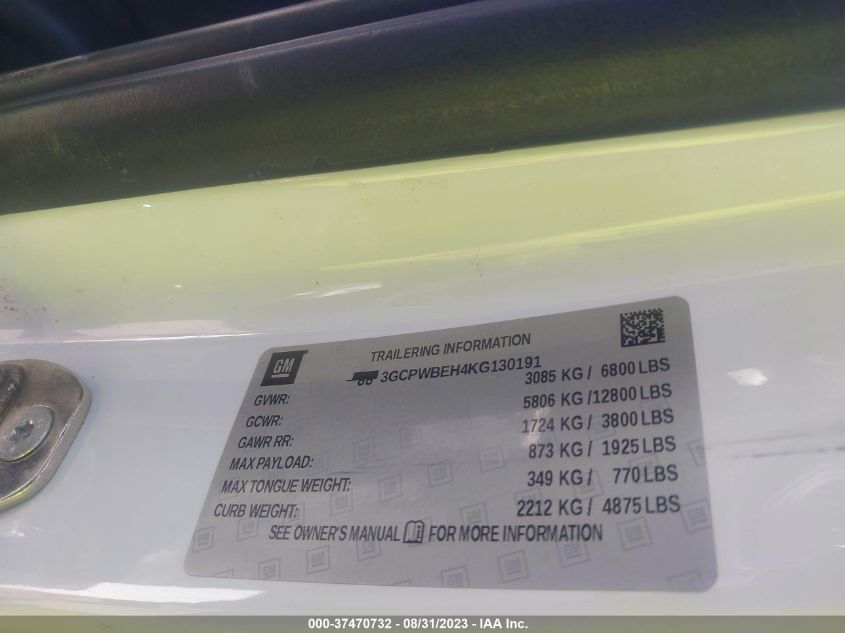 GM
TRAILERING INFORMATION
3GCPWBEH4KG130191
GVWR: 3085 KG / 6800 LBS
GCWR: 5806 KG /12800 LBS
GAWR RR: 1724 KG / 3800 LBS
MAX PAYLOAD: 873 KG / 1925 LBS
MAX TONGUE WEIGHT: 349 KG / 770 LBS
CURB WEIGHT: 2212 KG / 4875 LBS
SEE OWNER'S MANUAL FOR MORE INFORMATION
000-37470732 - 08/31/2023 - IAA Inc.